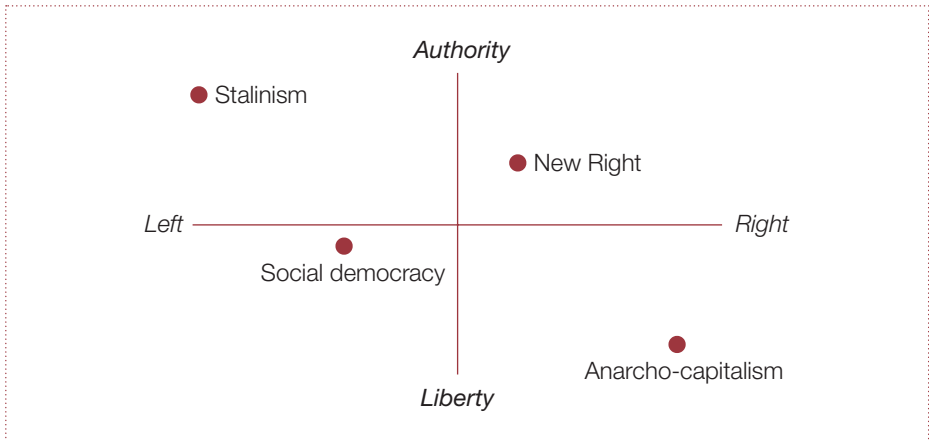 Authority
Stalinism
New Right
Left
Right
Social democracy
Anarcho-capitalism
Liberty